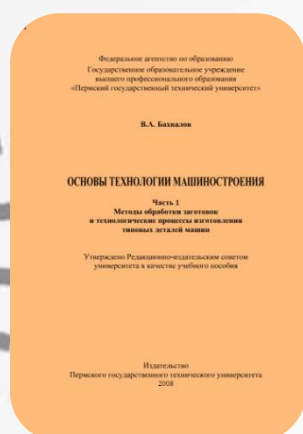 Федеральное агентство по образованию
Государственное образовательное учреждение
высшего профессионального образования
«Пермский государственный технический университет»
В.А. Бахвалов
ОСНОВЫ ТЕХНОЛОГИИ МАШИНОСТРОЕНИЯ
Часть 1
Методы обработки заготовок
и технологические процессы изготовления
типовых деталей машин
Утверждено Редакционно-издательским советом
университета в качестве учебного пособия
Издательство
Пермского государственного технического университета
2008